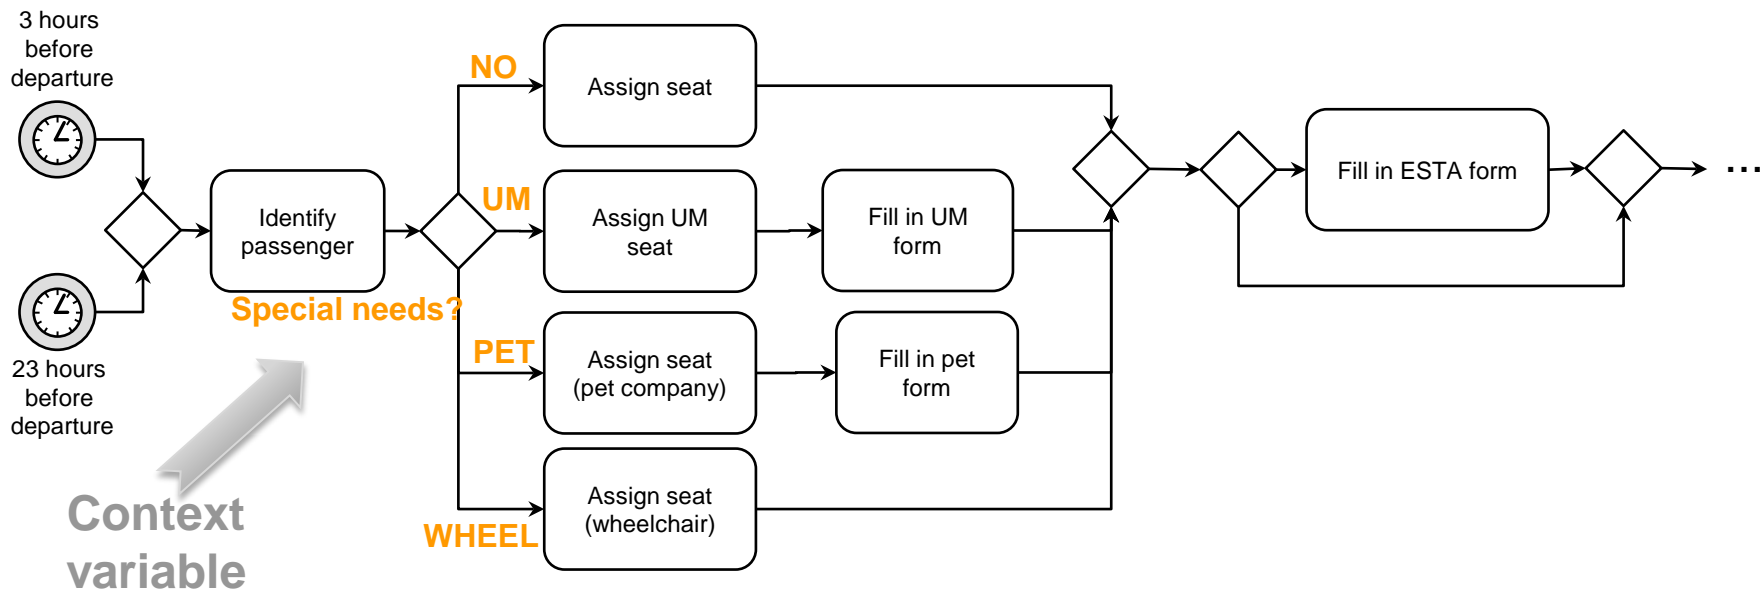 3 hours
before
departure
23 hours
before
departure
Identify
passenger
Special needs?
Context
variable
NO
Assign seat
UM
Assign UM
seat
Fill in UM
form
PET
Assign seat
(pet company)
Fill in pet
form
WHEEL
Assign seat
(wheelchair)
Fill in ESTA form
...